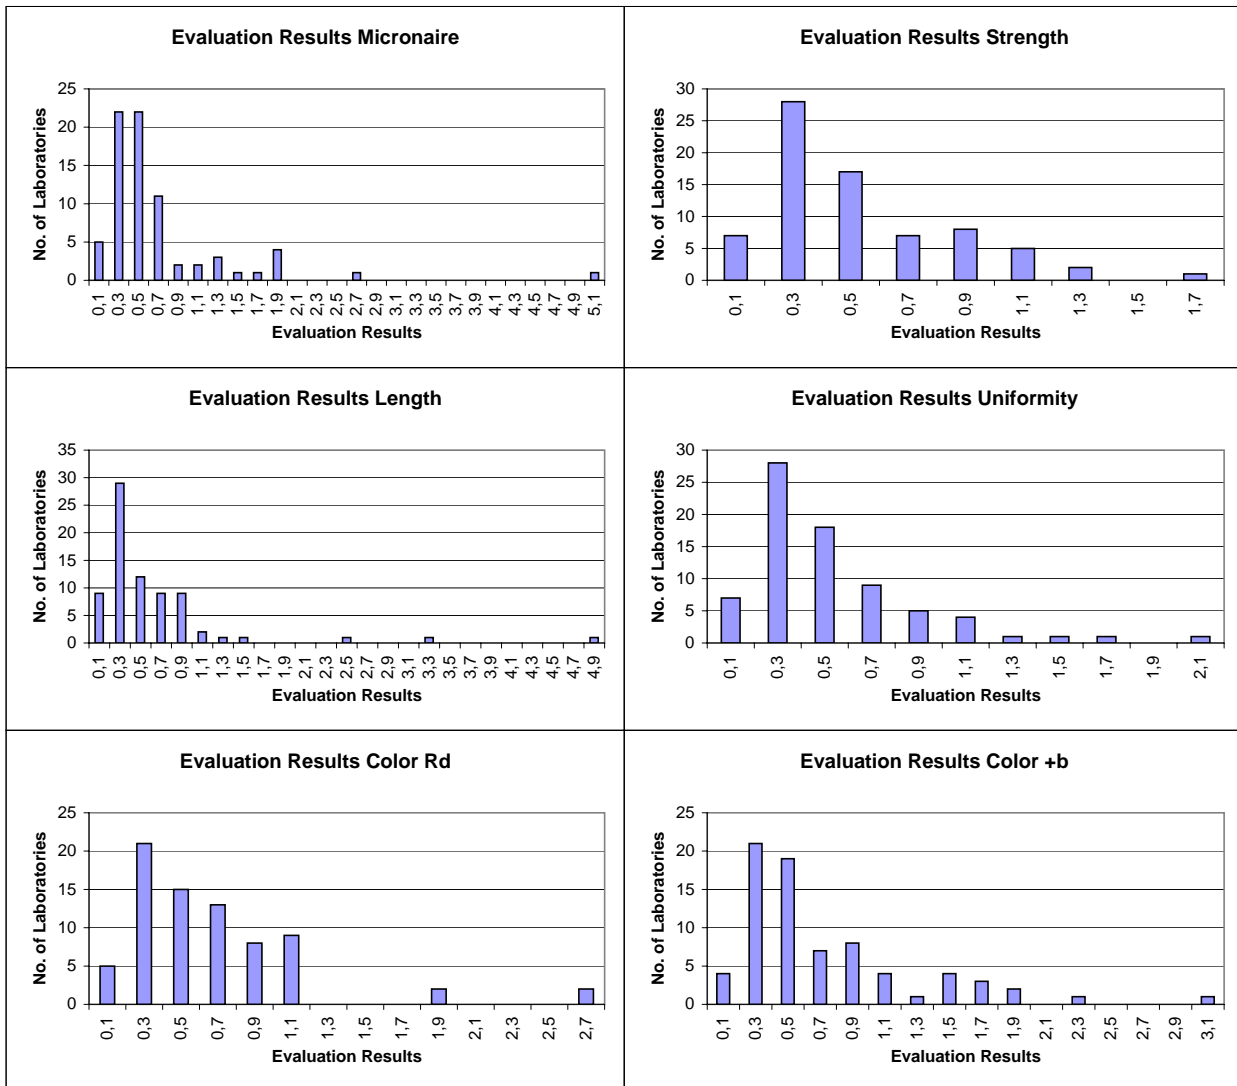 Evaluation Results Micronaire
No. of Laboratories
25
20
15
10
5
0
0,1 0,3 0,5 0,7 0,9 1,1 1,3 1,5 1,7 1,9 2,1 2,3 2,5 2,7 2,9 3,1 3,3 3,5 3,7 3,9 4,1 4,3 4,5 4,7 4,9 5,1
Evaluation Results
Evaluation Results Strength
No. of Laboratories
30
25
20
15
10
5
0
0,1 0,3 0,5 0,7 0,9 1,1 1,3 1,5 1,7
Evaluation Results
Evaluation Results Length
No. of Laboratories
35
30
25
20
15
10
5
0
0,1 0,3 0,5 0,7 0,9 1,1 1,3 1,5 1,7 1,9 2,1 2,3 2,5 2,7 2,9 3,1 3,3 3,5 3,7 3,9 4,1 4,3 4,5 4,7 4,9
Evaluation Results
Evaluation Results Uniformity
No. of Laboratories
30
25
20
15
10
5
0
0,1 0,3 0,5 0,7 0,9 1,1 1,3 1,5 1,7 1,9 2,1
Evaluation Results
Evaluation Results Color Rd
No. of Laboratories
25
20
15
10
5
0
0,1 0,3 0,5 0,7 0,9 1,1 1,3 1,5 1,7 1,9 2,1 2,3 2,5 2,7
Evaluation Results
Evaluation Results Color +b
No. of Laboratories
25
20
15
10
5
0
0,1 0,3 0,5 0,7 0,9 1,1 1,3 1,5 1,7 1,9 2,1 2,3 2,5 2,7 2,9 3,1
Evaluation Results